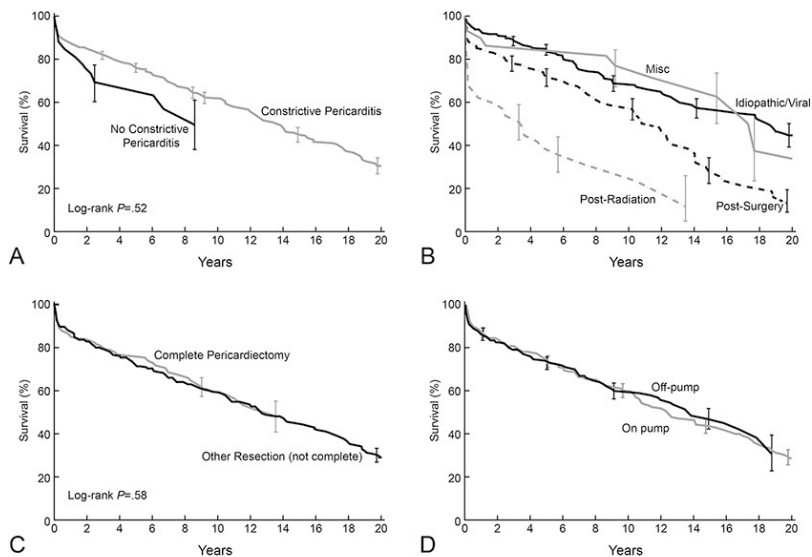 100
80
60
40
20
0
Survival (%)
Constrictive Pericarditis
No Constrictive
Pericarditis
Log-rank P=.52
0 2 4 6 8 10 12 14 16 18 20
Years
A
100
80
60
40
20
0
Survival (%)
Misc
Idiopathic/Viral
Post-Radiation
Post-Surgery
0 2 4 6 8 10 12 14 16 18 20
Years
B
100
80
60
40
20
0
Survival (%)
Complete Pericardiectomy
Other Resection (not complete)
Log-rank P=.58
0 2 4 6 8 10 12 14 16 18 20
Years
C
100
80
60
40
20
0
Survival (%)
Off-pump
On pump
0 2 4 6 8 10 12 14 16 18 20
Years
D